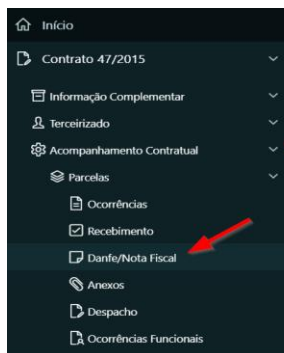 Início
Contrato 47/2015
Informação Complementar
Terceirizado
Acompanhamento Contratual
Parcelas
Ocorrências
Recebimento
Danfe/Nota Fiscal
Anexos
Despacho
Ocorrências Funcionais